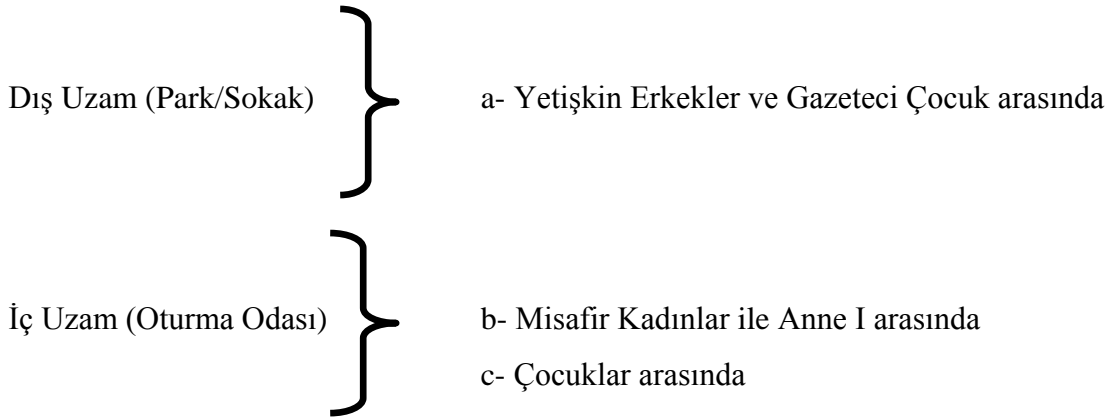 Dış Uzam (Park/Sokak) a- Yetişkin Erkekler ve Gazeteci Çocuk arasında
İç Uzam (Oturma Odası) b- Misafir Kadınlar ile Anne I arasında
c- Çocuklar arasında